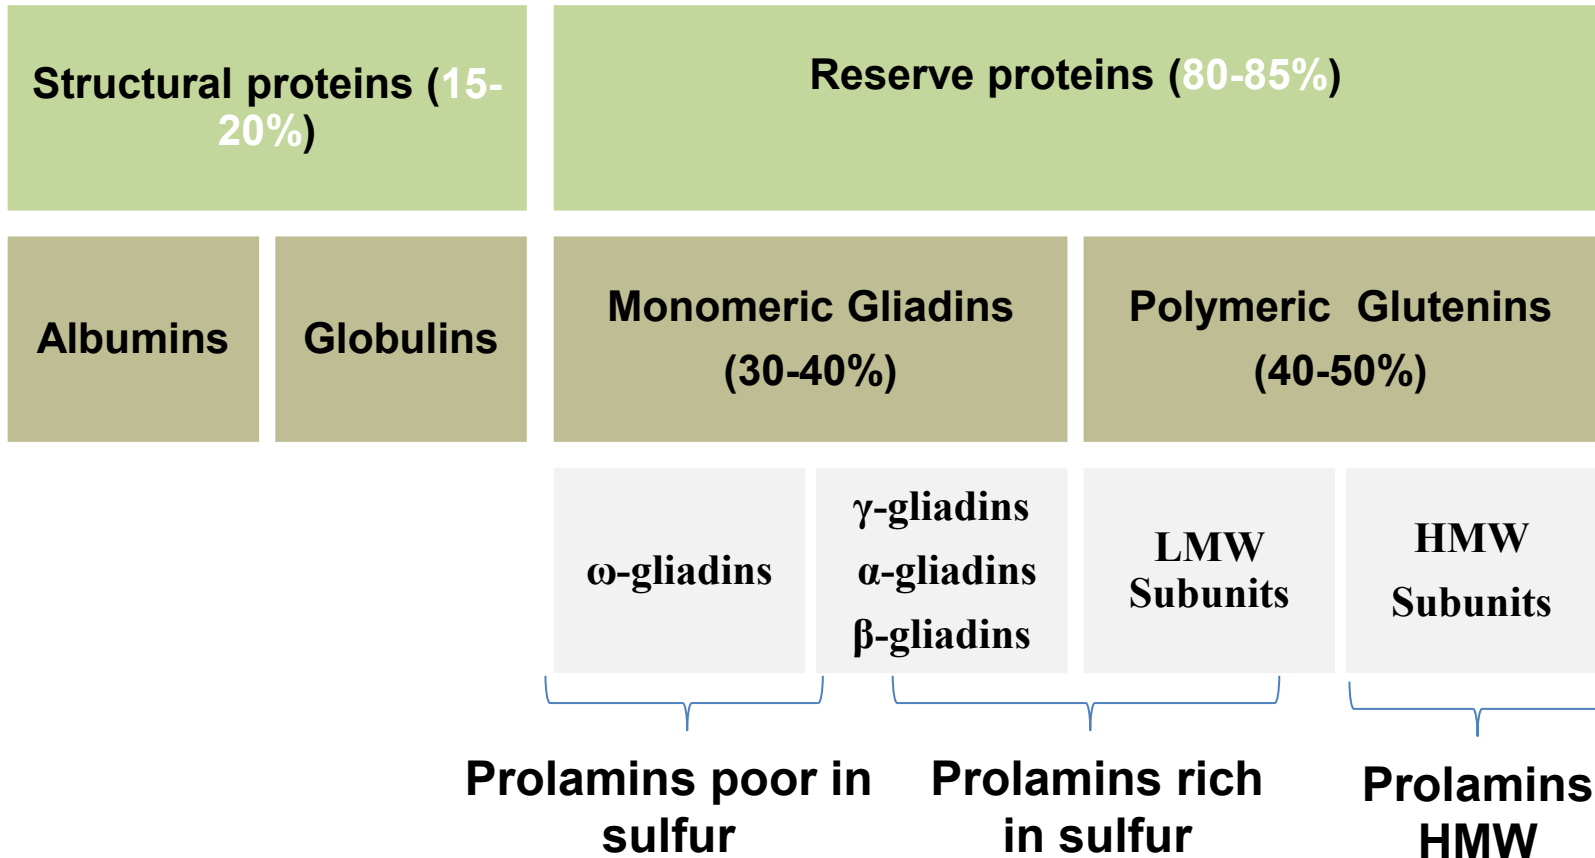 Structural proteins (15-
20%)
Reserve proteins (80-85%)
Albumins
Globulins
Monomeric Gliadins
(30-40%)
Polymeric Glutenins
(40-50%)
ω-gliadins
γ-gliadins
α-gliadins
β-gliadins
LMW
Subunits
HMW
Subunits
Prolamins poor in
sulfur
Prolamins rich
in sulfur
Prolamins
HMW